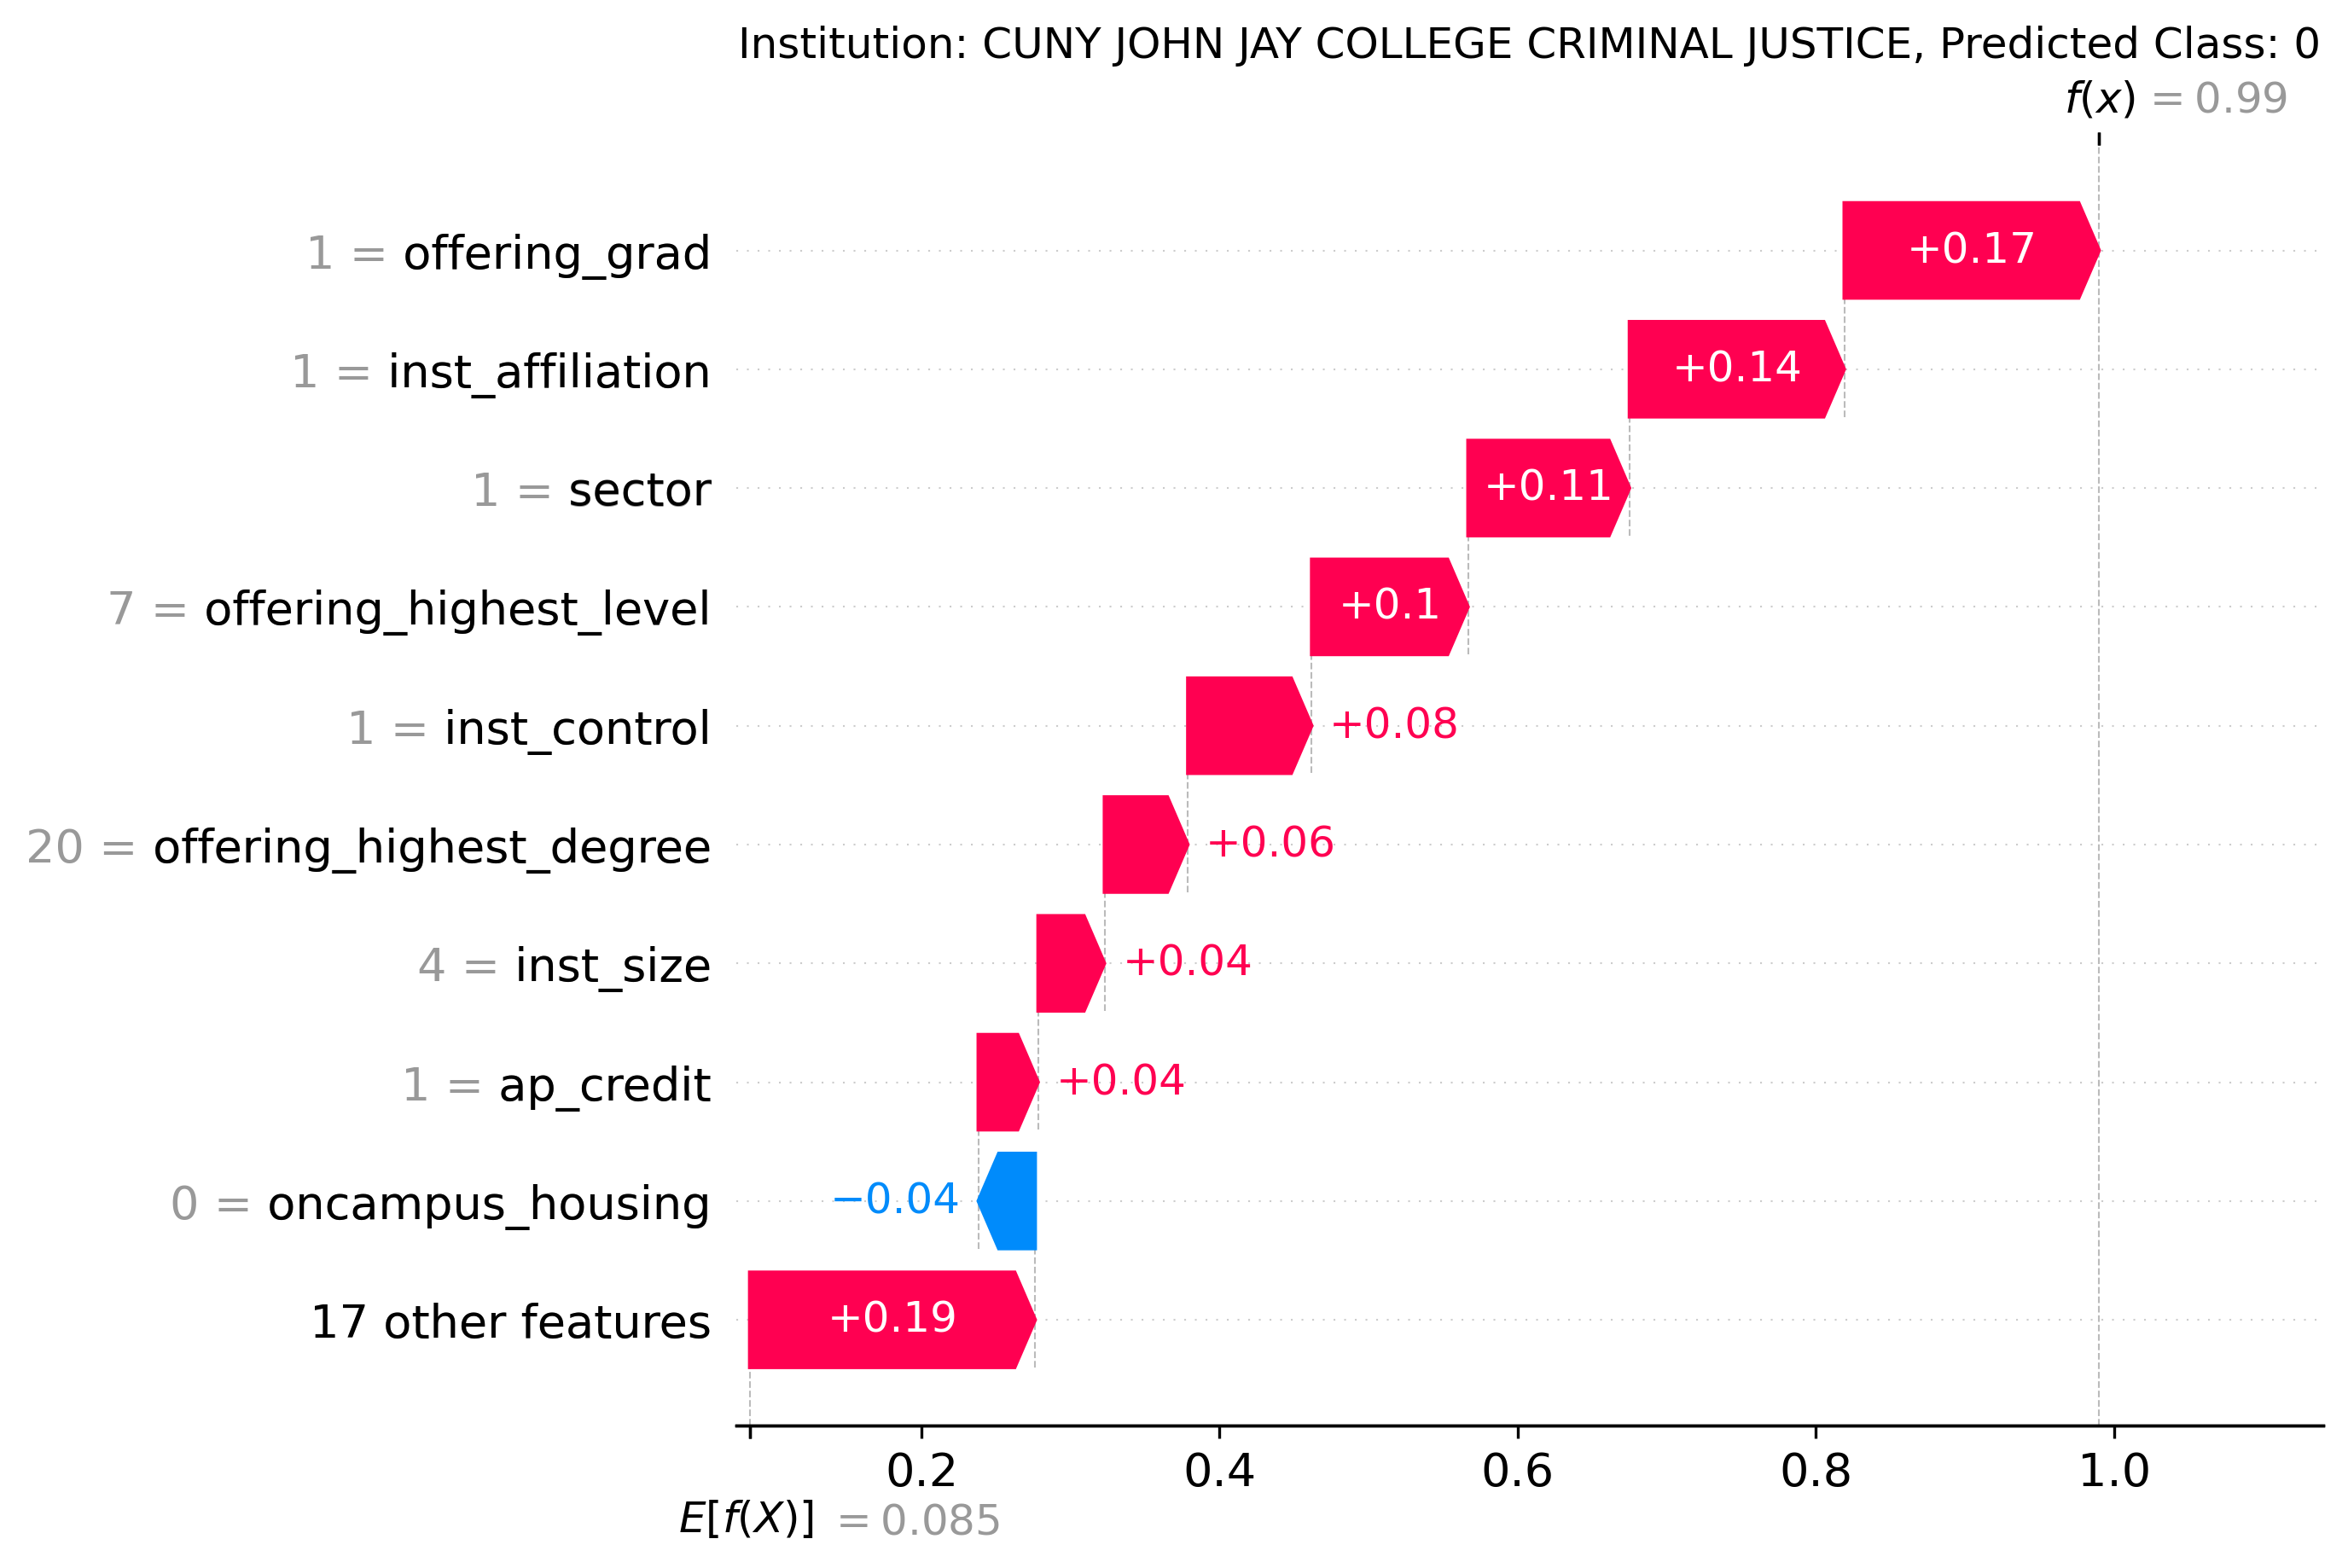 Institution: CUNY JOHN JAY COLLEGE CRIMINAL JUSTICE, Predicted Class: 0
f(x) = 0.99
1 = offering_grad +0.17
1 = inst_affiliation +0.14
1 = sector +0.11
7 = offering_highest_level +0.1
1 = inst_control +0.08
20 = offering_highest_degree +0.06
4 = inst_size +0.04
1 = ap_credit +0.04
0 = oncampus_housing −0.04
17 other features +0.19
0.2 0.4 0.6 0.8 1.0
E[f(X)] = 0.085